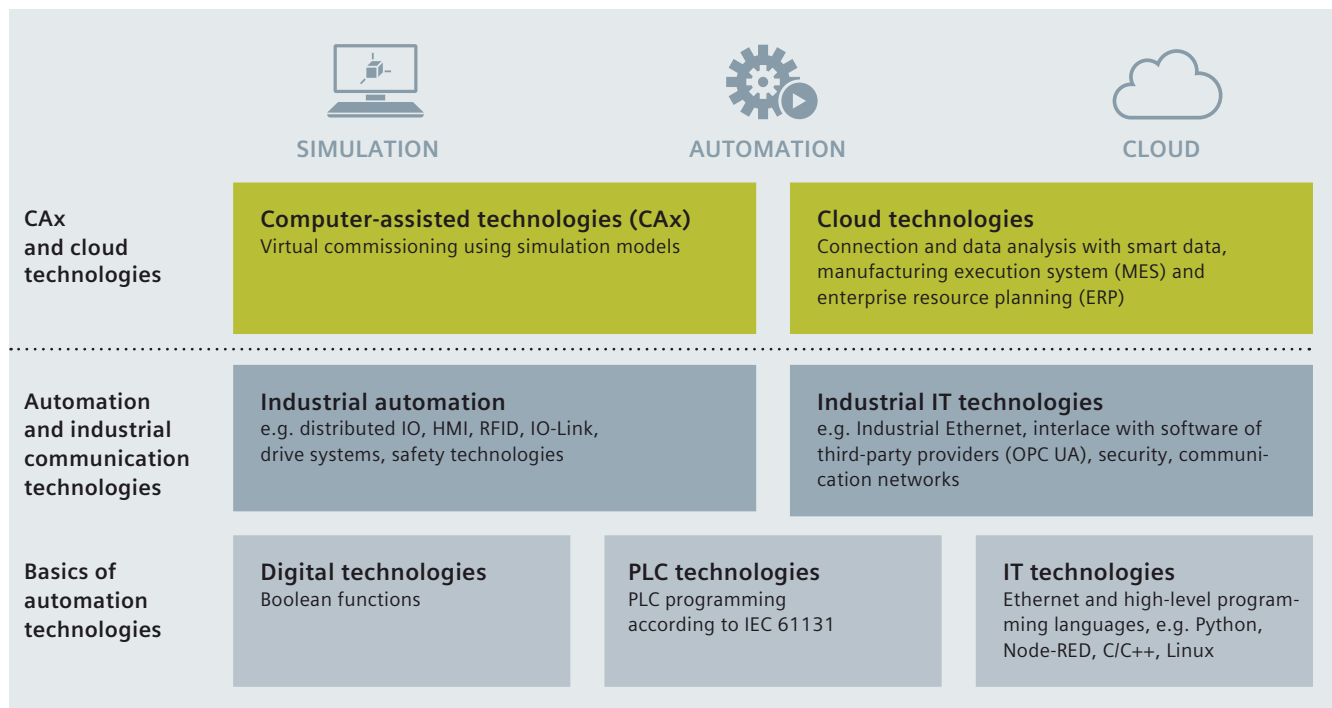 SIMULATION
AUTOMATION
CLOUD
CAx
and cloud
technologies
Computer-assisted technologies (CAx)
Virtual commissioning using simulation models
Cloud technologies
Connection and data analysis with smart data,
manufacturing execution system (MES) and
enterprise resource planning (ERP)
Automation
and industrial
communication
technologies
Industrial automation
e.g. distributed IO, HMI, RFID, IO-Link,
drive systems, safety technologies
Industrial IT technologies
e.g. Industrial Ethernet, interlace with software of
third-party providers (OPC UA), security, communi-
cation networks
Basics of
automation
technologies
Digital technologies
Boolean functions
PLC technologies
PLC programming
according to IEC 61131
IT technologies
Ethernet and high-level program-
ming languages, e.g. Python,
Node-RED, C/C++, Linux